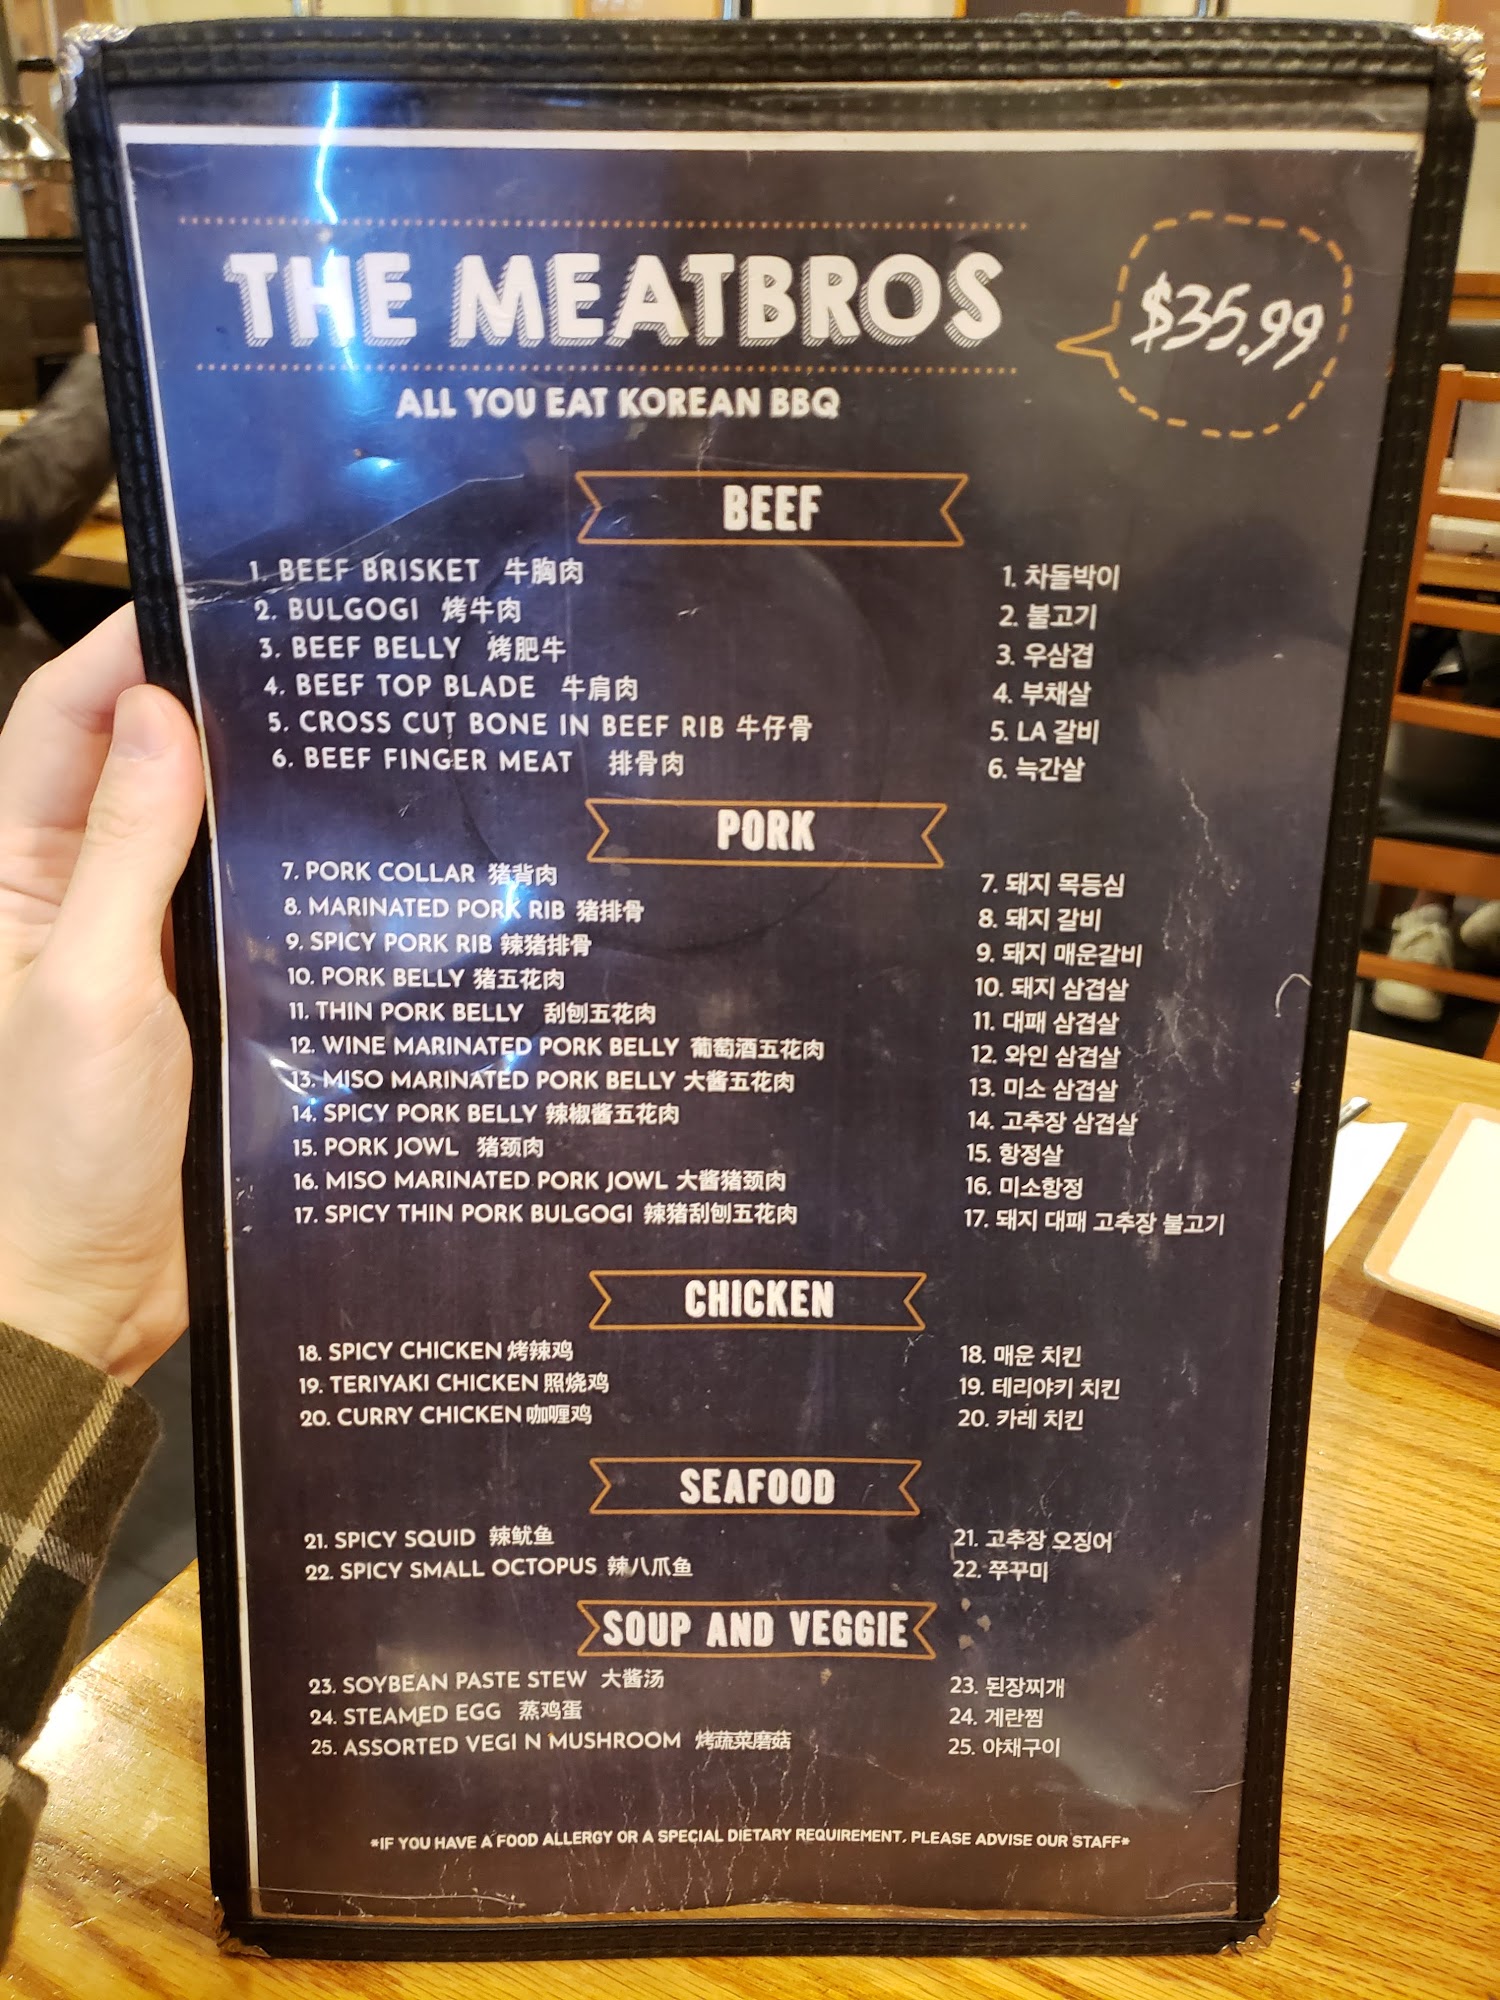 THE MEATBROS
$35.99
ALL YOU EAT KOREAN BBQ
BEEF
1. BEEF BRISKET 牛胸肉 1. 차돌박이
2. BULGOGI 烤牛肉 2. 불고기
3. BEEF BELLY 烤肥牛 3. 우삼겹
4. BEEF TOP BLADE 牛肩肉 4. 부채살
5. CROSS CUT BONE IN BEEF RIB 牛仔骨 5. LA 갈비
6. BEEF FINGER MEAT 排骨肉 6. 늑간살
PORK
7. PORK COLLAR 猪背肉 7. 돼지 목등심
8. MARINATED PORK RIB 猪排骨 8. 돼지 갈비
9. SPICY PORK RIB 辣猪排骨 9. 돼지 매운갈비
10. PORK BELLY 猪五花肉 10. 돼지 삼겹살
11. THIN PORK BELLY 刮刨五花肉 11. 대패 삼겹살
12. WINE MARINATED PORK BELLY 葡萄酒五花肉 12. 와인 삼겹살
13. MISO MARINATED PORK BELLY 大酱五花肉 13. 미소 삼겹살
14. SPICY PORK BELLY 辣椒酱五花肉 14. 고추장 삼겹살
15. PORK JOWL 猪颈肉 15. 항정살
16. MISO MARINATED PORK JOWL 大酱猪颈肉 16. 미소항정
17. SPICY THIN PORK BULGOGI 辣猪刮刨五花肉 17. 돼지 대패 고추장 불고기
CHICKEN
18. SPICY CHICKEN 烤辣鸡 18. 매운 치킨
19. TERIYAKI CHICKEN 照烧鸡 19. 테리야키 치킨
20. CURRY CHICKEN 咖喱鸡 20. 카레 치킨
SEAFOOD
21. SPICY SQUID 辣鱿鱼 21. 고추장 오징어
22. SPICY SMALL OCTOPUS 辣八爪鱼 22. 쭈꾸미
SOUP AND VEGGIE
23. SOYBEAN PASTE STEW 大酱汤 23. 된장찌개
24. STEAMED EGG 蒸鸡蛋 24. 계란찜
25. ASSORTED VEGI N MUSHROOM 烤蔬菜磨菇 25. 야채구이
*IF YOU HAVE A FOOD ALLERGY OR A SPECIAL DIETARY REQUIREMENT, PLEASE ADVISE OUR STAFF*